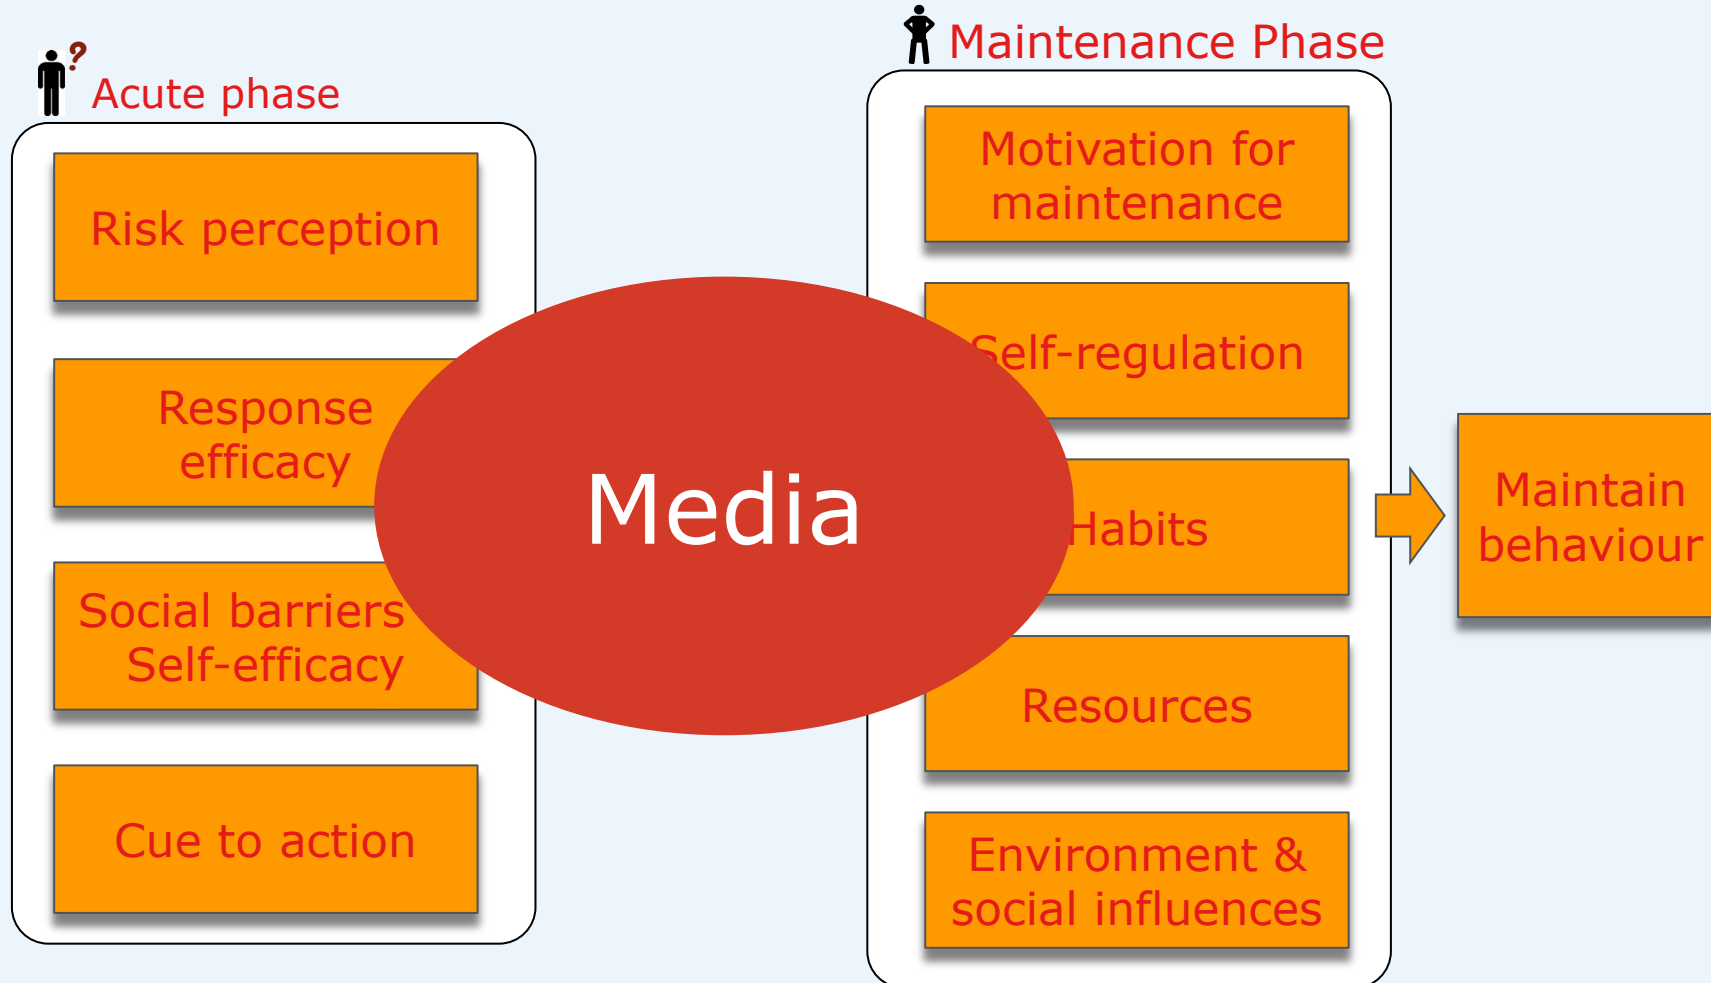 Acute phase
Risk perception
Response
efficacy
Social barriers
Self-efficacy
Cue to action
Media
Maintenance Phase
Motivation for
maintenance
Self-regulation
Habits
Resources
Environment &
social influences
Maintain
behaviour